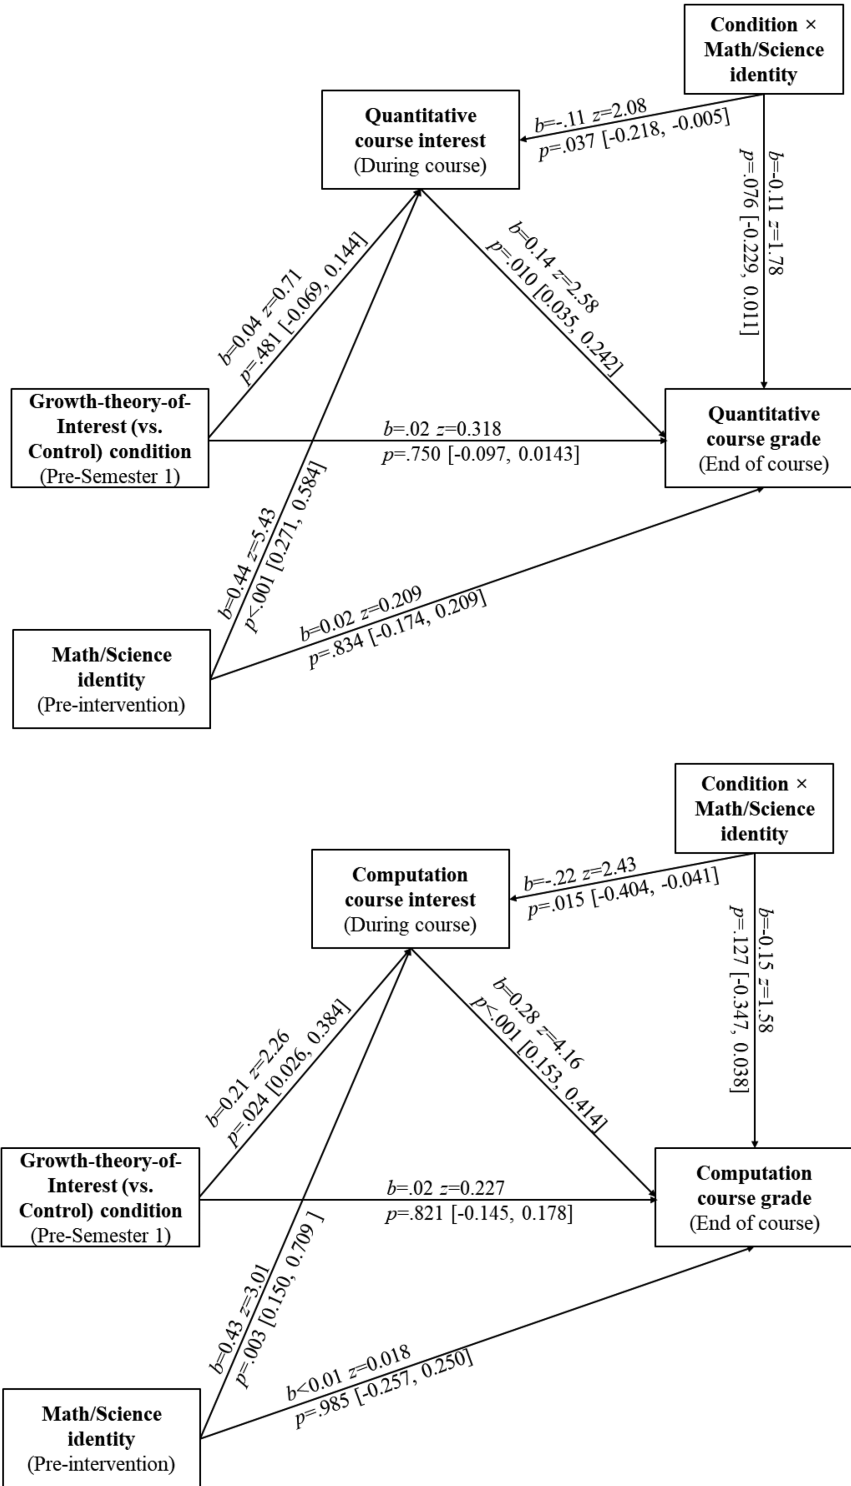 Condition ×
Math/Science
identity
Quantitative
course interest
(During course)
b=-.11 z=2.08
p=.037 [-0.218, -0.005]
b=-0.11 z=1.78
p=.076 [-0.229, 0.011]
b=0.14 z=2.58
p=.010 [0.035, 0.242]
b=0.04 z=0.71
p=.481 [-0.069, 0.144]
Growth-theory-of-
Interest (vs.
Control) condition
(Pre-Semester 1)
b=.02 z=0.318
p=.750 [-0.097, 0.0143]
Quantitative
course grade
(End of course)
b=0.44 z=5.43
p<.001 [0.271, 0.584]
b=0.02 z=0.209
p=.834 [-0.174, 0.209]
Math/Science
identity
(Pre-intervention)
Condition ×
Math/Science
identity
Computation
course interest
(During course)
b=-.22 z=2.43
p=.015 [-0.404, -0.041]
b=-0.15 z=1.58
p=.127 [-0.347, 0.038]
b=0.28 z=4.16
p<.001 [0.153, 0.414]
b=0.21 z=2.26
p=.024 [0.026, 0.384]
Growth-theory-of-
Interest (vs.
Control) condition
(Pre-Semester 1)
b=.02 z=0.227
p=.821 [-0.145, 0.178]
Computation
course grade
(End of course)
b=0.43 z=3.01
p=.003 [0.150, 0.709 ]
b<0.01 z=0.018
p=.985 [-0.257, 0.250]
Math/Science
identity
(Pre-intervention)